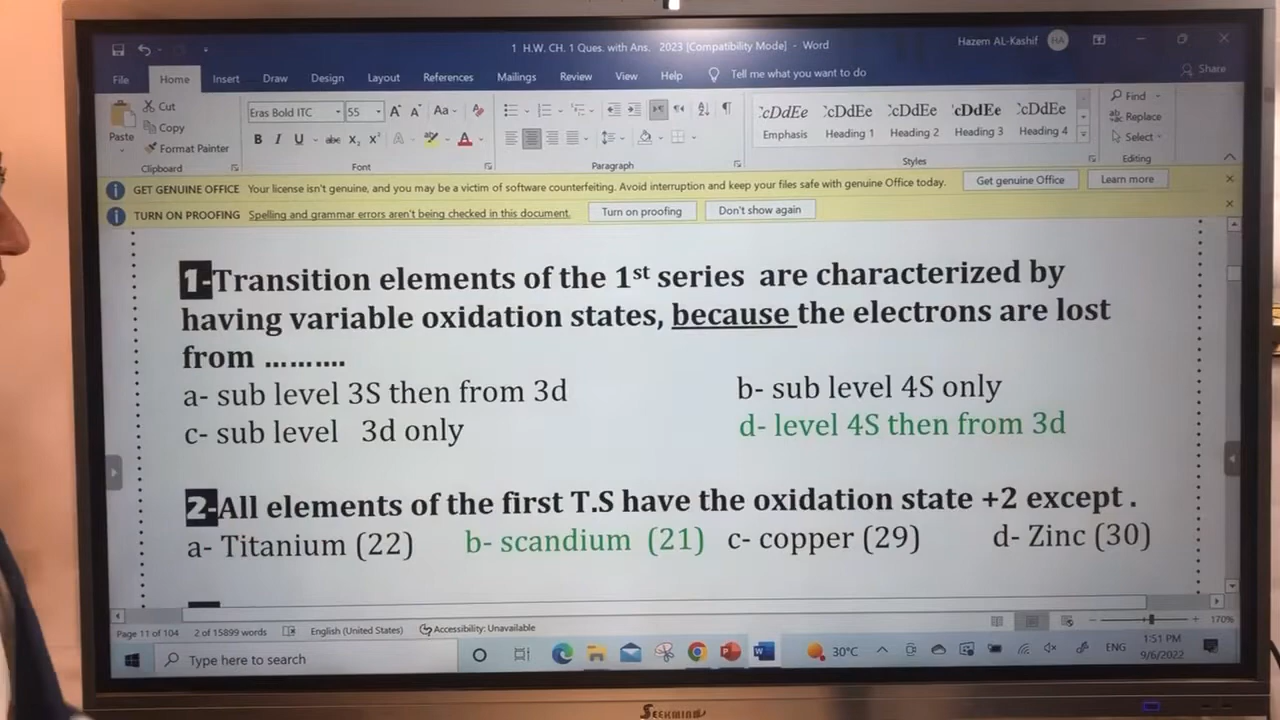 1 H.W. CH. 1 Ques. with Ans. 2023 [Compatibility Mode] - Word
Hazem AL-Kashif HA
File Home Insert Draw Design Layout References Mailings Review View Help Tell me what you want to do
Share
Paste
Cut
Copy
Format Painter
Clipboard
Eras Bold ITC 55
Font
Paragraph
Emphasis Heading 1 Heading 2 Heading 3 Heading 4
Styles
Find
Replace
Select
Editing
GET GENUINE OFFICE Your license isn't genuine, and you may be a victim of software counterfeiting. Avoid interruption and keep your files safe with genuine Office today. Get genuine Office Learn more
TURN ON PROOFING Spelling and grammar errors aren't being checked in this document. Turn on proofing Don't show again
1-Transition elements of the 1st series are characterized by
having variable oxidation states, because the electrons are lost
from ..........
a- sub level 3S then from 3d b- sub level 4S only
c- sub level 3d only d- level 4S then from 3d
2-All elements of the first T.S have the oxidation state +2 except .
a- Titanium (22) b- scandium (21) c- copper (29) d- Zinc (30)
Page 11 of 104 2 of 15899 words English (United States) Accessibility: Unavailable 170%
Type here to search
30°C
ENG
1:51 PM
9/6/2022
SEEKMIND